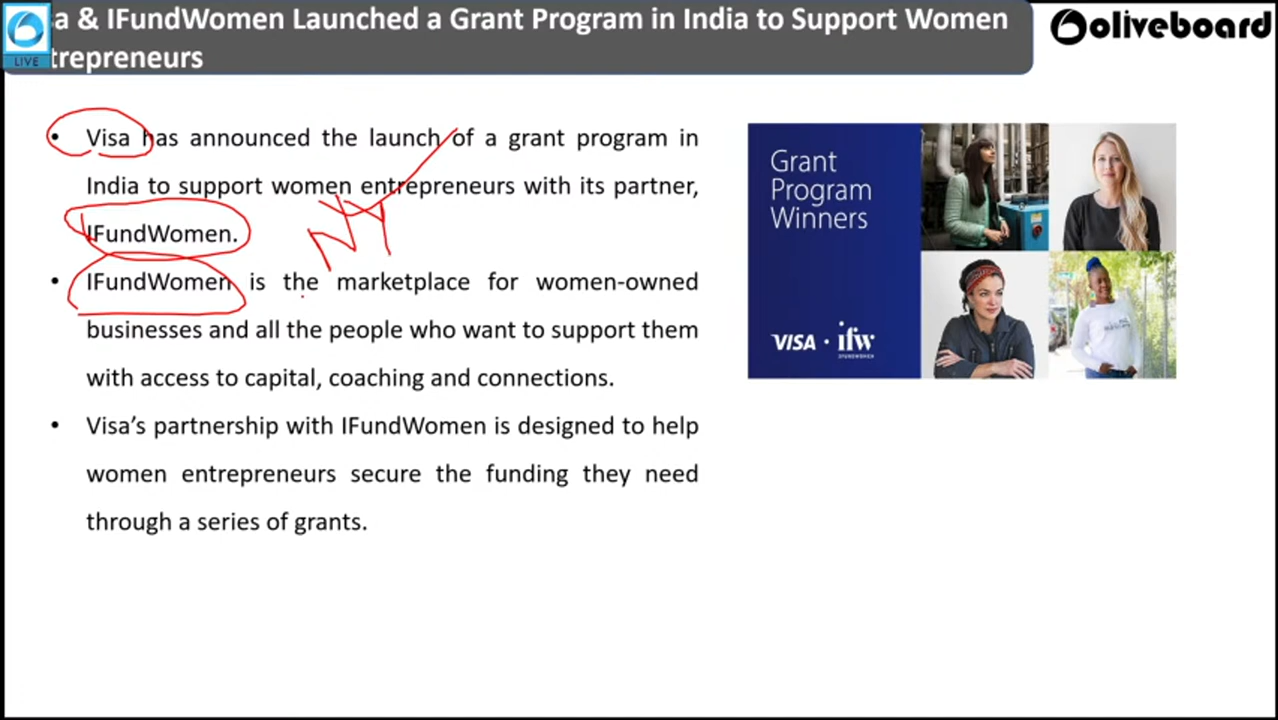 sa & IFundWomen Launched a Grant Program in India to Support Women
trepreneurs
LIVE
oliveboard
• Visa has announced the launch of a grant program in
India to support women entrepreneurs with its partner,
IFundWomen.
NY
• IFundWomen is the marketplace for women-owned
businesses and all the people who want to support them
with access to capital, coaching and connections.
• Visa’s partnership with IFundWomen is designed to help
women entrepreneurs secure the funding they need
through a series of grants.
Grant
Program
Winners
VISA · ifw
IFUNDWOMEN